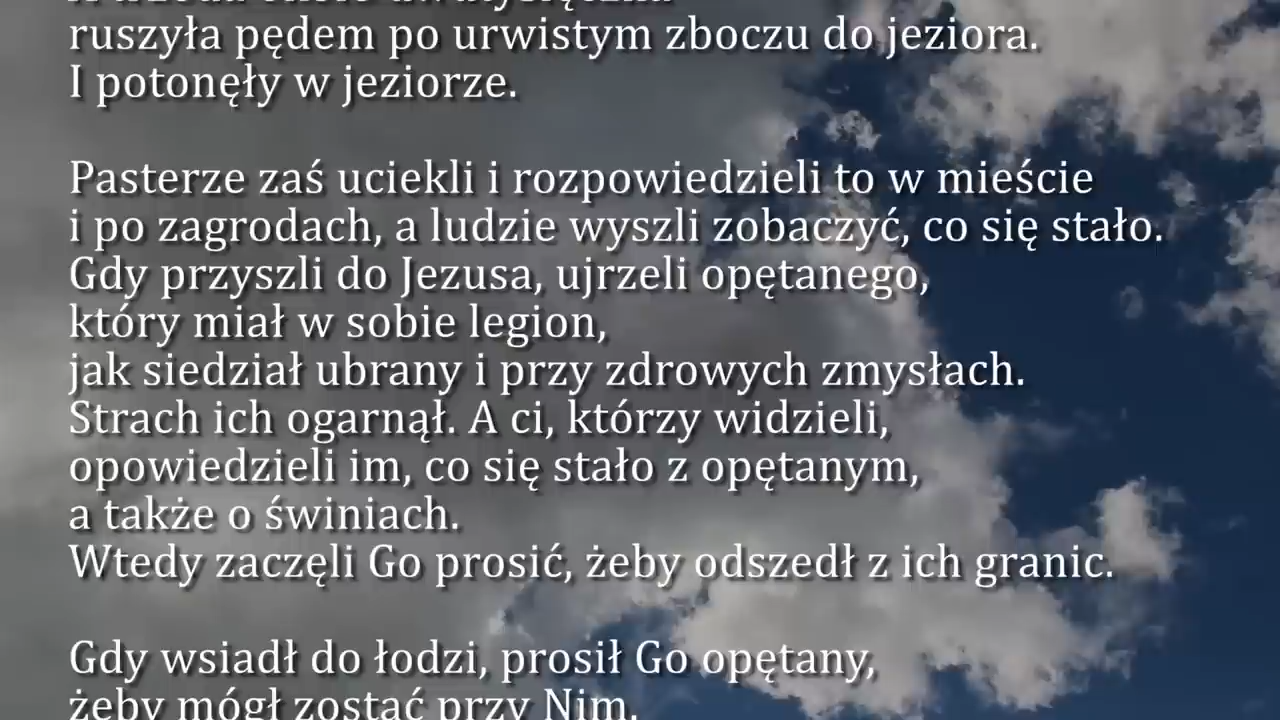 ruszyła pędem po urwistym zboczu do jeziora.
I potonęły w jeziorze.
Pasterze zaś uciekli i rozpowiedzieli to w mieście
i po zagrodach, a ludzie wyszli zobaczyć, co się stało.
Gdy przyszli do Jezusa, ujrzeli opętanego,
który miał w sobie legion,
jak siedział ubrany i przy zdrowych zmysłach.
Strach ich ogarnął. A ci, którzy widzieli,
opowiedzieli im, co się stało z opętanym,
a także o świniach.
Wtedy zaczęli Go prosić, żeby odszedł z ich granic.
Gdy wsiadł do łodzi, prosił Go opętany,
żeby mógł zostać przy Nim.